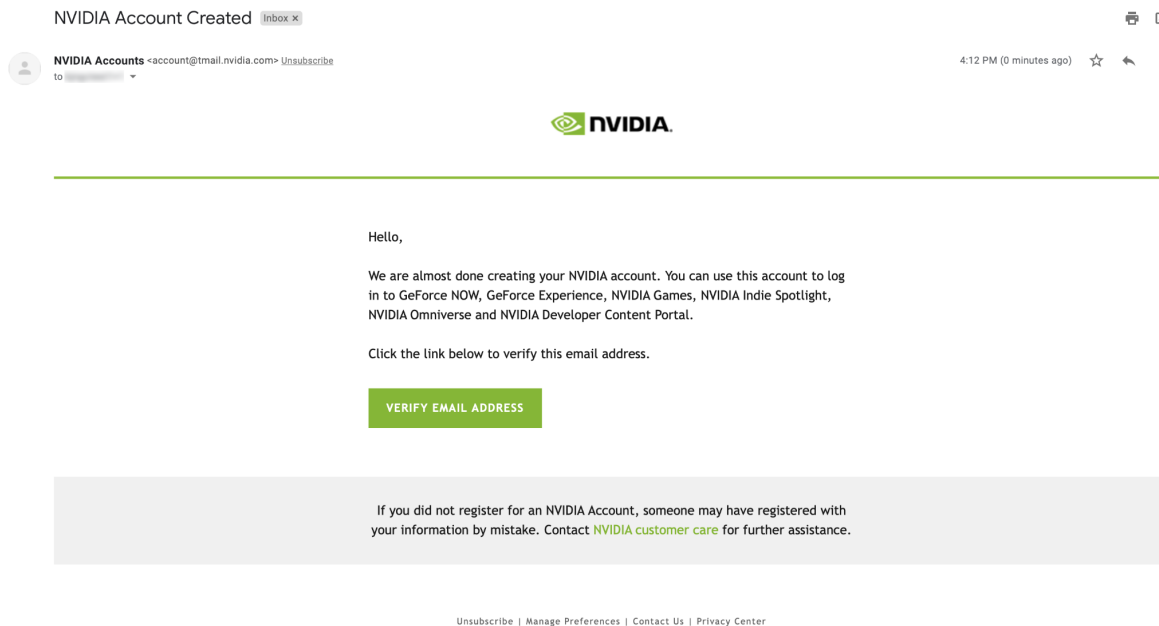 NVIDIA Account Created Inbox ×
NVIDIA Accounts <account@tmail.nvidia.com> Unsubscribe 4:12 PM (0 minutes ago)
to
NVIDIA.
Hello,
We are almost done creating your NVIDIA account. You can use this account to log
in to GeForce NOW, GeForce Experience, NVIDIA Games, NVIDIA Indie Spotlight,
NVIDIA Omniverse and NVIDIA Developer Content Portal.
Click the link below to verify this email address.
VERIFY EMAIL ADDRESS
If you did not register for an NVIDIA Account, someone may have registered with
your information by mistake. Contact NVIDIA customer care for further assistance.
Unsubscribe | Manage Preferences | Contact Us | Privacy Center